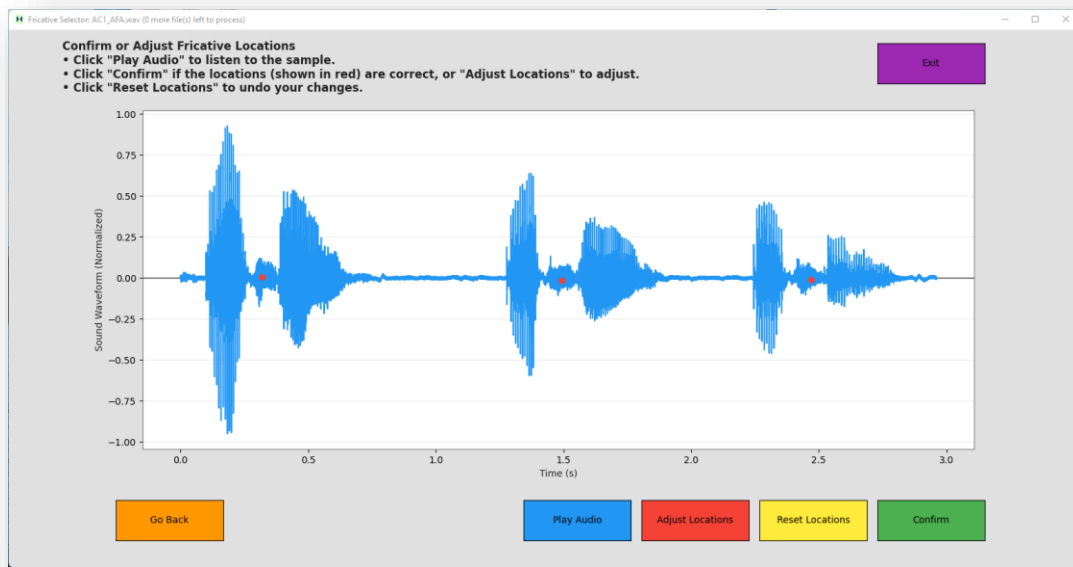 Fricative Selector: AC1_AFA.wav (0 more file(s) left to process)
Confirm or Adjust Fricative Locations
• Click "Play Audio" to listen to the sample.
• Click "Confirm" if the locations (shown in red) are correct, or "Adjust Locations" to adjust.
• Click "Reset Locations" to undo your changes.
Exit
Sound Waveform (Normalized)
1.00
0.75
0.50
0.25
0.00
−0.25
−0.50
−0.75
−1.00
0.0 0.5 1.0 1.5 2.0 2.5 3.0
Time (s)
Go Back
Play Audio
Adjust Locations
Reset Locations
Confirm